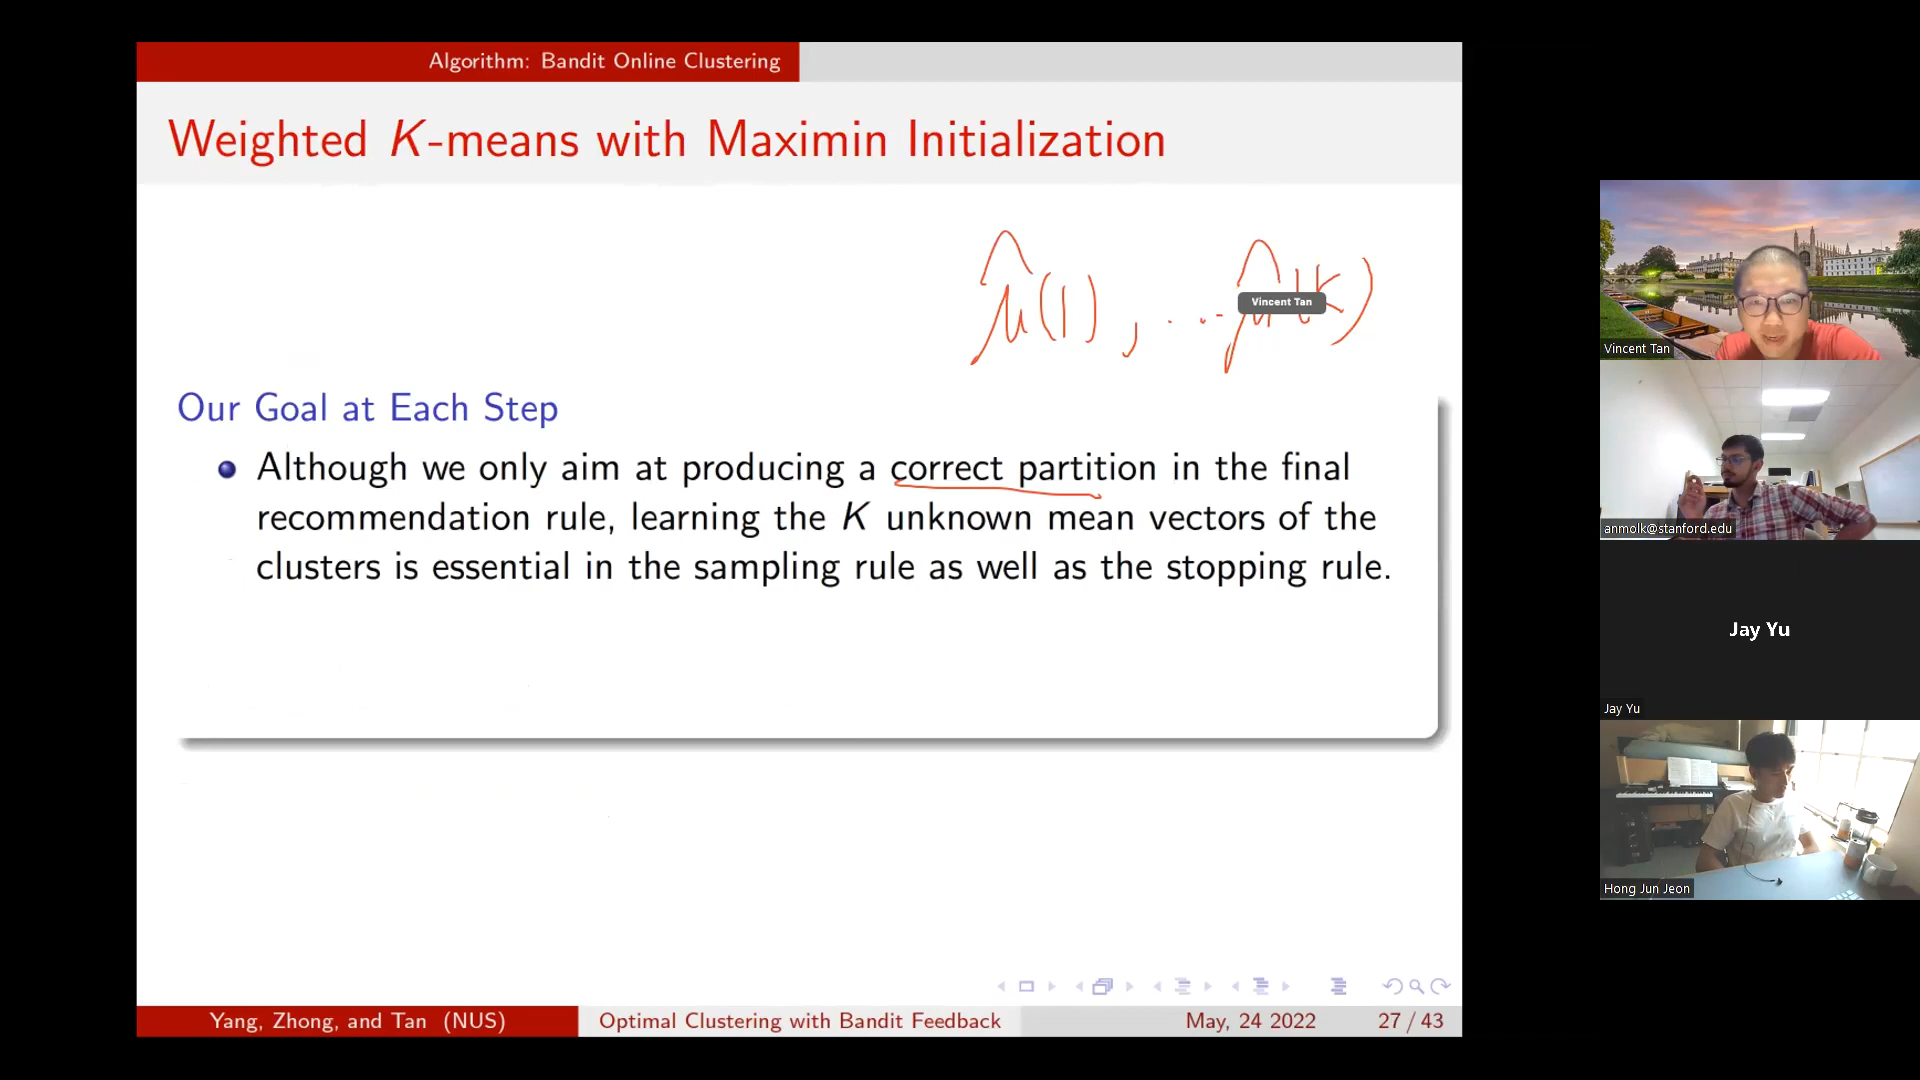 Algorithm: Bandit Online Clustering
Weighted K-means with Maximin Initialization
μ̂(1), ... μ̂(K)
Vincent Tan
Our Goal at Each Step
Although we only aim at producing a correct partition in the final
recommendation rule, learning the K unknown mean vectors of the
clusters is essential in the sampling rule as well as the stopping rule.
Yang, Zhong, and Tan (NUS)
Optimal Clustering with Bandit Feedback
May, 24 2022
27 / 43
Vincent Tan
anmolk@stanford.edu
Jay Yu
Jay Yu
Hong Jun Jeon